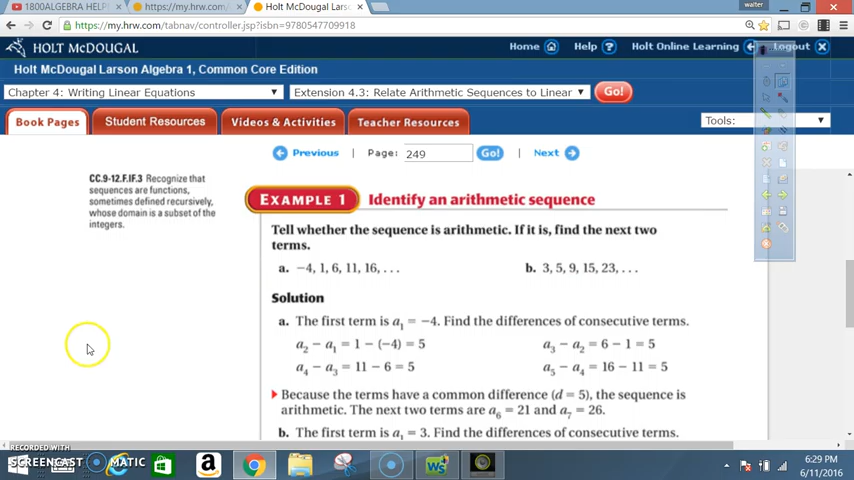 walter
1800ALGEBRA HELP!
https://my.hrw.com/tabnav/
Holt McDougal Larson Al
https://my.hrw.com/tabnav/controller.jsp?isbn=9780547709918
HOLT MCDOUGAL
Home
Help
Holt Online Learning
Logout
Holt McDougal Larson Algebra 1, Common Core Edition
Chapter 4: Writing Linear Equations
Extension 4.3: Relate Arithmetic Sequences to Linear
Go!
Book Pages
Student Resources
Videos & Activities
Teacher Resources
Tools:
Previous | Page: 249 Go! | Next
CC.9-12.F.IF.3 Recognize that
sequences are functions,
sometimes defined recursively,
whose domain is a subset of the
integers.
EXAMPLE 1 Identify an arithmetic sequence
Tell whether the sequence is arithmetic. If it is, find the next two
terms.
a. −4, 1, 6, 11, 16, . . .
b. 3, 5, 9, 15, 23, . . .
Solution
a. The first term is a₁ = −4. Find the differences of consecutive terms.
a₂ − a₁ = 1 − (−4) = 5
a₃ − a₂ = 6 − 1 = 5
a₄ − a₃ = 11 − 6 = 5
a₅ − a₄ = 16 − 11 = 5
Because the terms have a common difference (d = 5), the sequence is
arithmetic. The next two terms are a₆ = 21 and a₇ = 26.
b. The first term is a₁ = 3. Find the differences of consecutive terms.
RECORDED WITH
SCREENCAST MATIC
6:29 PM
6/11/2016